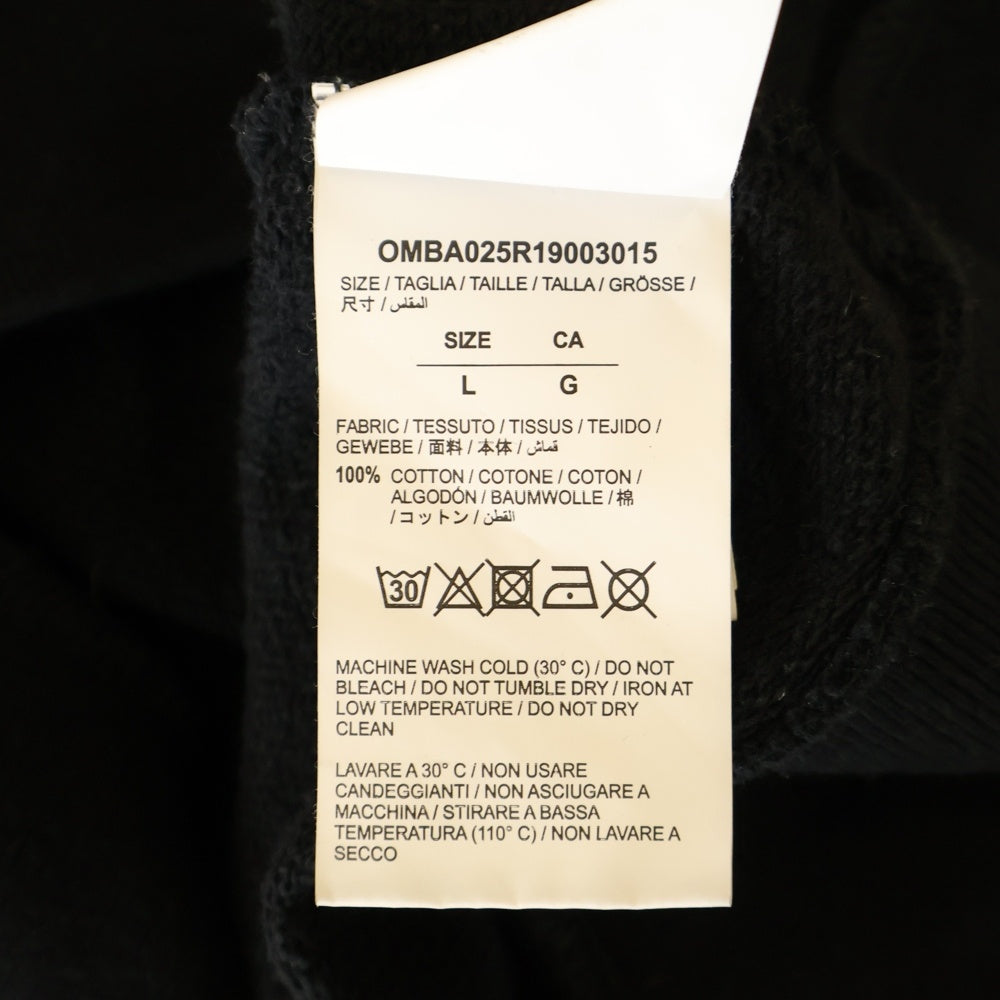 OMBA025R19003015
SIZE / TAGLIA / TAILLE / TALLA / GRÖSSE /
尺寸 / المقاس
SIZE CA
L G
FABRIC / TESSUTO / TISSUS / TEJIDO /
GEWEBE / 面料 / 本体 / قماش
100% COTTON / COTONE / COTON /
ALGODÓN / BAUMWOLLE / 棉
/ コットン / القطن
30
MACHINE WASH COLD (30° C) / DO NOT
BLEACH / DO NOT TUMBLE DRY / IRON AT
LOW TEMPERATURE / DO NOT DRY
CLEAN
LAVARE A 30° C / NON USARE
CANDEGGIANTI / NON ASCIUGARE A
MACCHINA / STIRARE A BASSA
TEMPERATURA (110° C) / NON LAVARE A
SECCO